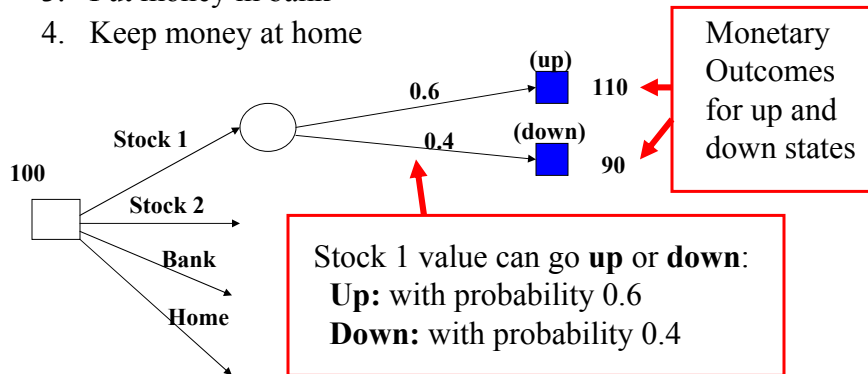 4. Keep money at home
(up)
0.6
110
Monetary
Outcomes
for up and
down states
Stock 1
0.4
(down)
90
100
Stock 2
Bank
Home
Stock 1 value can go up or down:
Up: with probability 0.6
Down: with probability 0.4